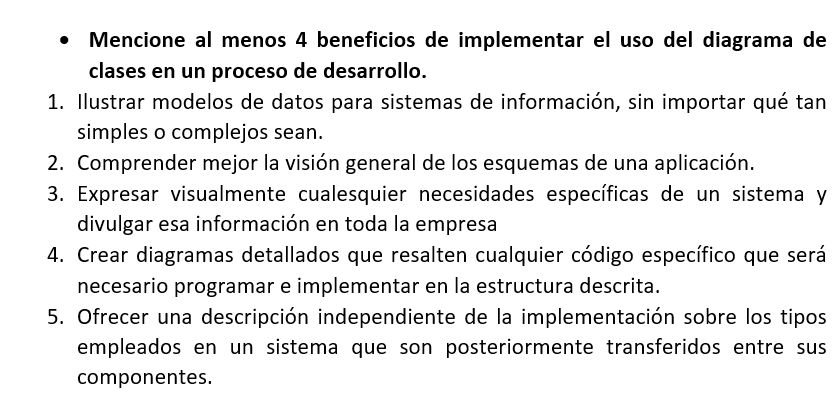 • Mencione al menos 4 beneficios de implementar el uso del diagrama de
clases en un proceso de desarrollo.
1. Ilustrar modelos de datos para sistemas de información, sin importar qué tan
simples o complejos sean.
2. Comprender mejor la visión general de los esquemas de una aplicación.
3. Expresar visualmente cualesquier necesidades específicas de un sistema y
divulgar esa información en toda la empresa
4. Crear diagramas detallados que resalten cualquier código específico que será
necesario programar e implementar en la estructura descrita.
5. Ofrecer una descripción independiente de la implementación sobre los tipos
empleados en un sistema que son posteriormente transferidos entre sus
componentes.